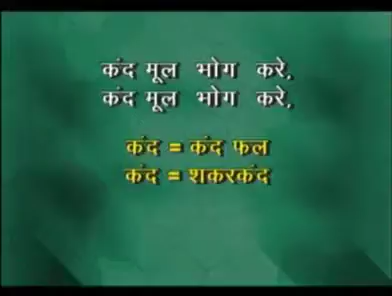 कंद मूल भोग करे,
कंद मूल भोग करे,
कंद = कंद फल
कंद = शकरकंद